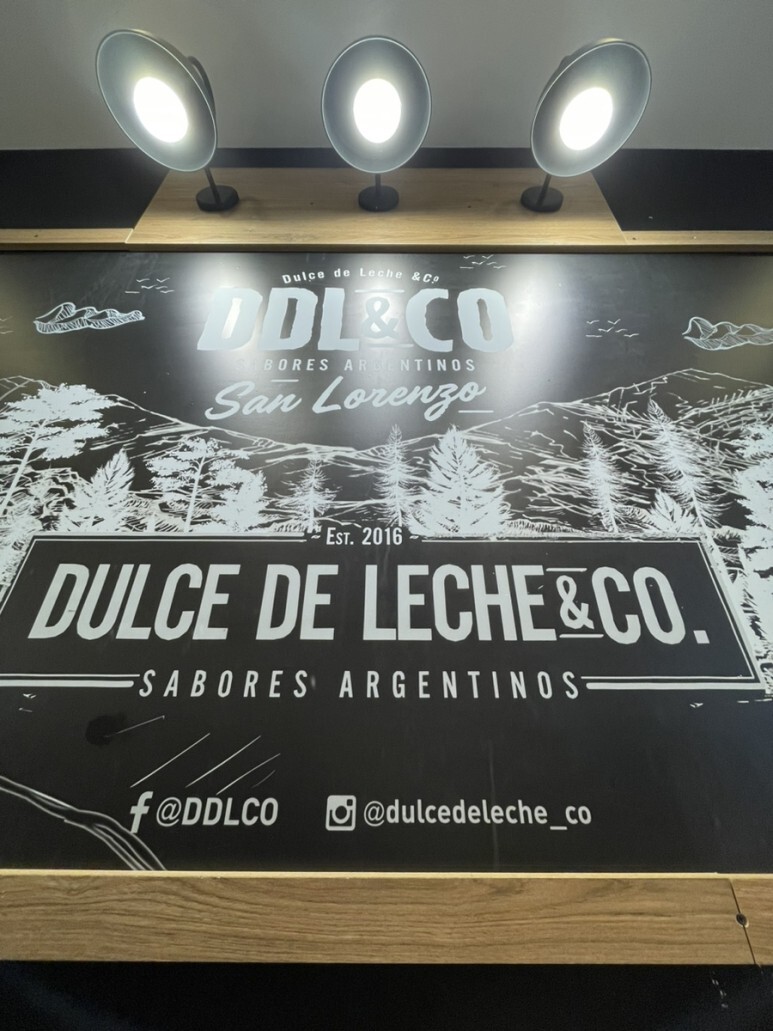 Dulce de Leche &Co
DDL&CO
SABORES ARGENTINOS
San Lorenzo
~ EST. 2016 ~
DULCE DE LECHE &CO.
SABORES ARGENTINOS
@DDLCO
@dulcedeleche_co